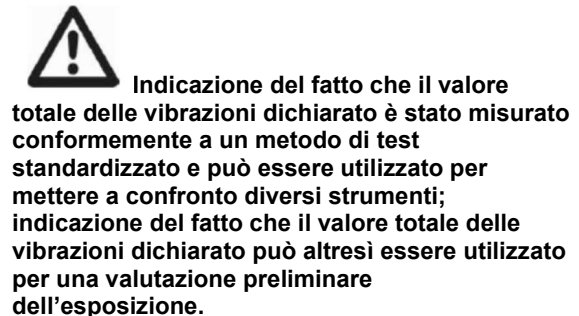 Indicazione del fatto che il valore
totale delle vibrazioni dichiarato è stato misurato
conformemente a un metodo di test
standardizzato e può essere utilizzato per
mettere a confronto diversi strumenti;
indicazione del fatto che il valore totale delle
vibrazioni dichiarato può altresì essere utilizzato
per una valutazione preliminare
dell’esposizione.